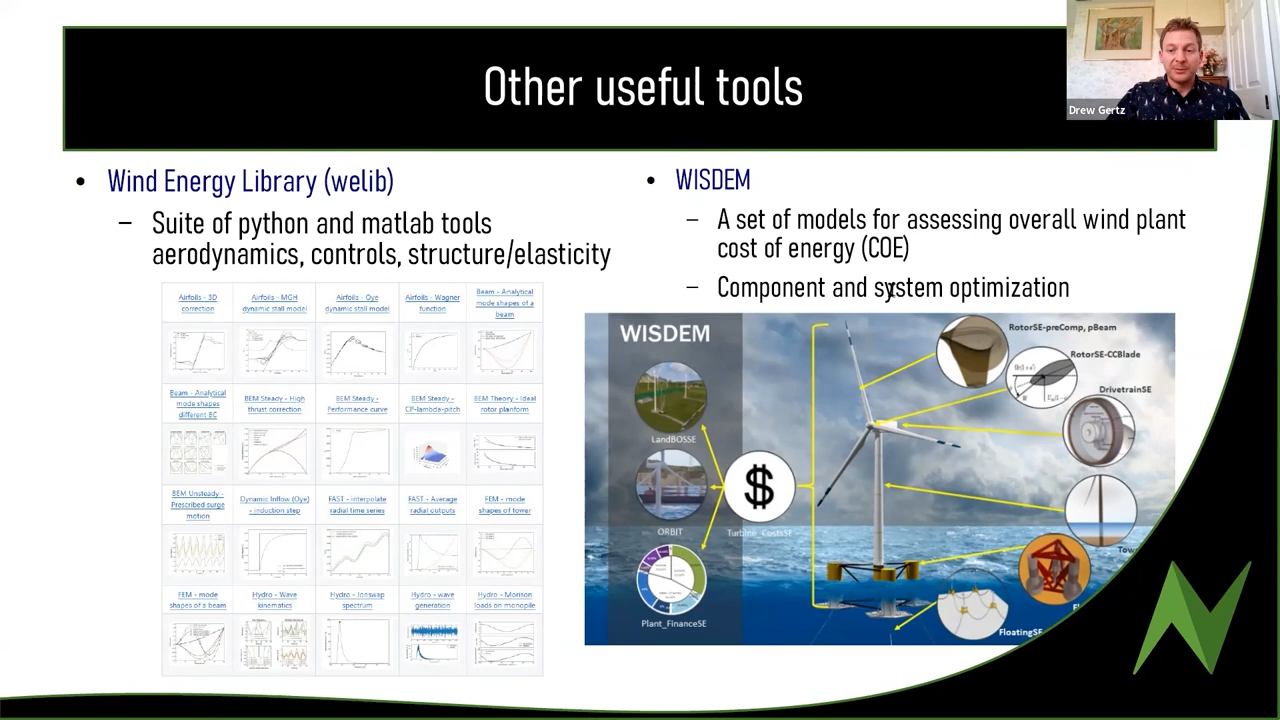 Other useful tools
Drew Gertz
• Wind Energy Library (welib)
– Suite of python and matlab tools
aerodynamics, controls, structure/elasticity
Airfoils - 3D
correction
Airfoils - MGH
dynamic stall model
Airfoils - Oye
dynamic stall model
Airfoils - Wagner
function
Beam - Analytical
mode shapes of a
beam
Beam - Analytical
mode shapes
different BC
BEM Steady - High
thrust correction
BEM Steady -
Performance curve
BEM Steady -
CP-lambda-pitch
BEM Theory - Ideal
rotor planform
BEM Unsteady -
Prescribed surge
motion
Dynamic Inflow (Oye)
- induction step
FAST - interpolate
radial time series
FAST - Average
radial outputs
FEM - mode
shapes of tower
FEM - mode
shapes of a beam
Hydro - Wave
kinematics
Hydro - Jonswap
spectrum
Hydro - wave
generation
Hydro - Morison
loads on monopile
• WISDEM
– A set of models for assessing overall wind plant
cost of energy (COE)
– Component and system optimization
WISDEM
LandBOSSE
ORBIT
Plant_FinanceSE
$
Turbine_CostsSE
RotorSE-preComp, pBeam
RotorSE-CCBlade
DrivetrainSE
Tow
Fl
FloatingSE